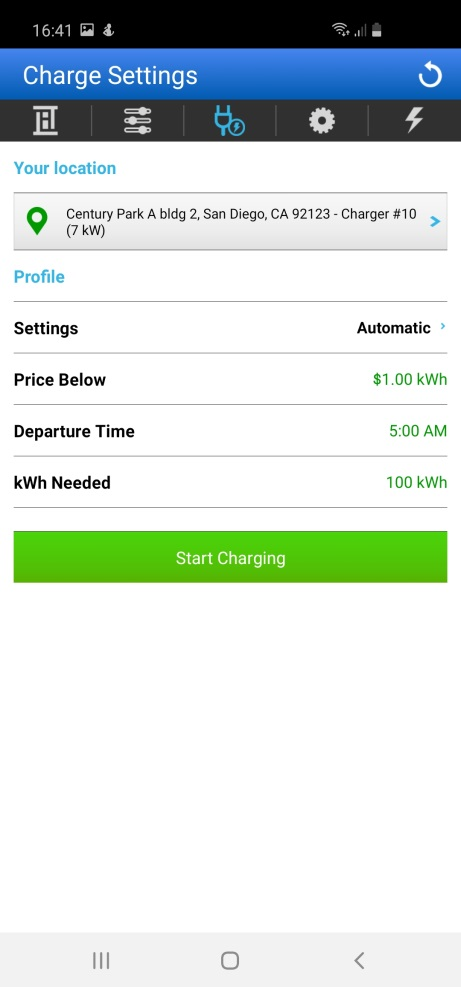 16:41
Charge Settings
Your location
Century Park A bldg 2, San Diego, CA 92123 - Charger #10
(7 kW)
Profile
Settings Automatic
Price Below $1.00 kWh
Departure Time 5:00 AM
kWh Needed 100 kWh
Start Charging